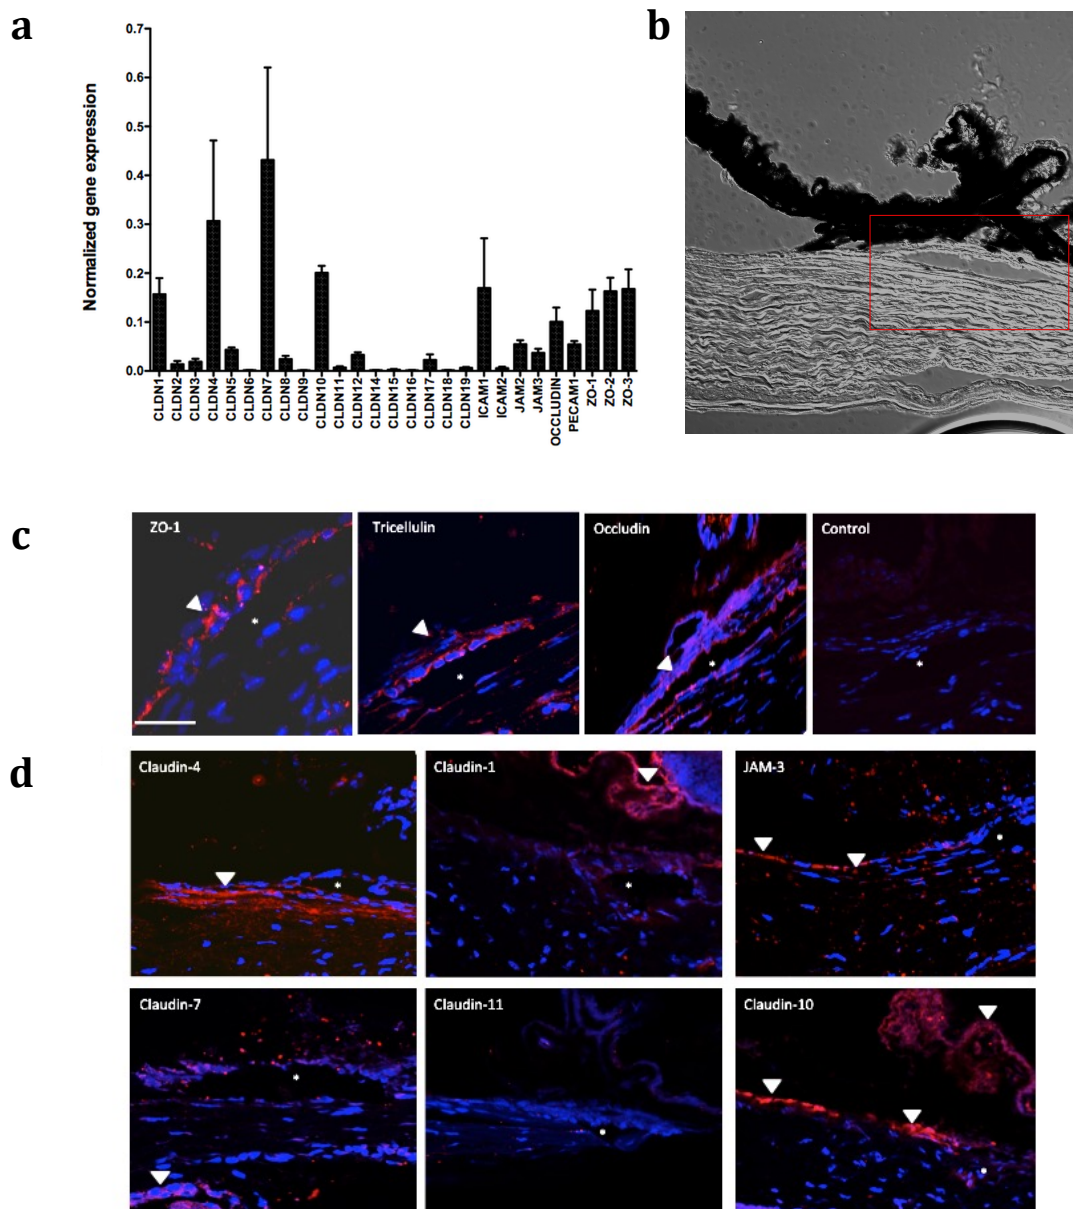 a
b
0.7
0.6
0.5
0.4
0.3
0.2
0.1
0.0
Normalized gene expression
CLDN1
CLDN2
CLDN3
CLDN4
CLDN5
CLDN6
CLDN7
CLDN8
CLDN9
CLDN10
CLDN11
CLDN12
CLDN14
CLDN15
CLDN16
CLDN17
CLDN18
CLDN19
ICAM1
ICAM2
JAM2
JAM3
OCCLUDIN
PECAM1
ZO-1
ZO-2
ZO-3
c
ZO-1
Tricellulin
Occludin
Control
*
*
*
*
d
Claudin-4
Claudin-1
JAM-3
*
*
*
Claudin-7
Claudin-11
Claudin-10
*
*
*